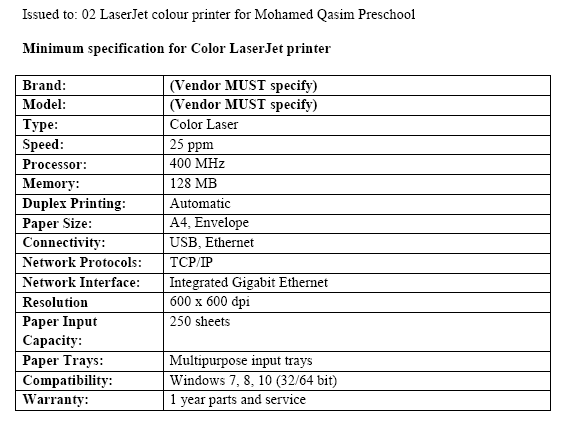 Issued to: 02 LaserJet colour printer for Mohamed Qasim Preschool
Minimum specification for Color LaserJet printer
Brand: (Vendor MUST specify)
Model: (Vendor MUST specify)
Type: Color Laser
Speed: 25 ppm
Processor: 400 MHz
Memory: 128 MB
Duplex Printing: Automatic
Paper Size: A4, Envelope
Connectivity: USB, Ethernet
Network Protocols: TCP/IP
Network Interface: Integrated Gigabit Ethernet
Resolution 600 x 600 dpi
Paper Input 250 sheets
Capacity:
Paper Trays: Multipurpose input trays
Compatibility: Windows 7, 8, 10 (32/64 bit)
Warranty: 1 year parts and service